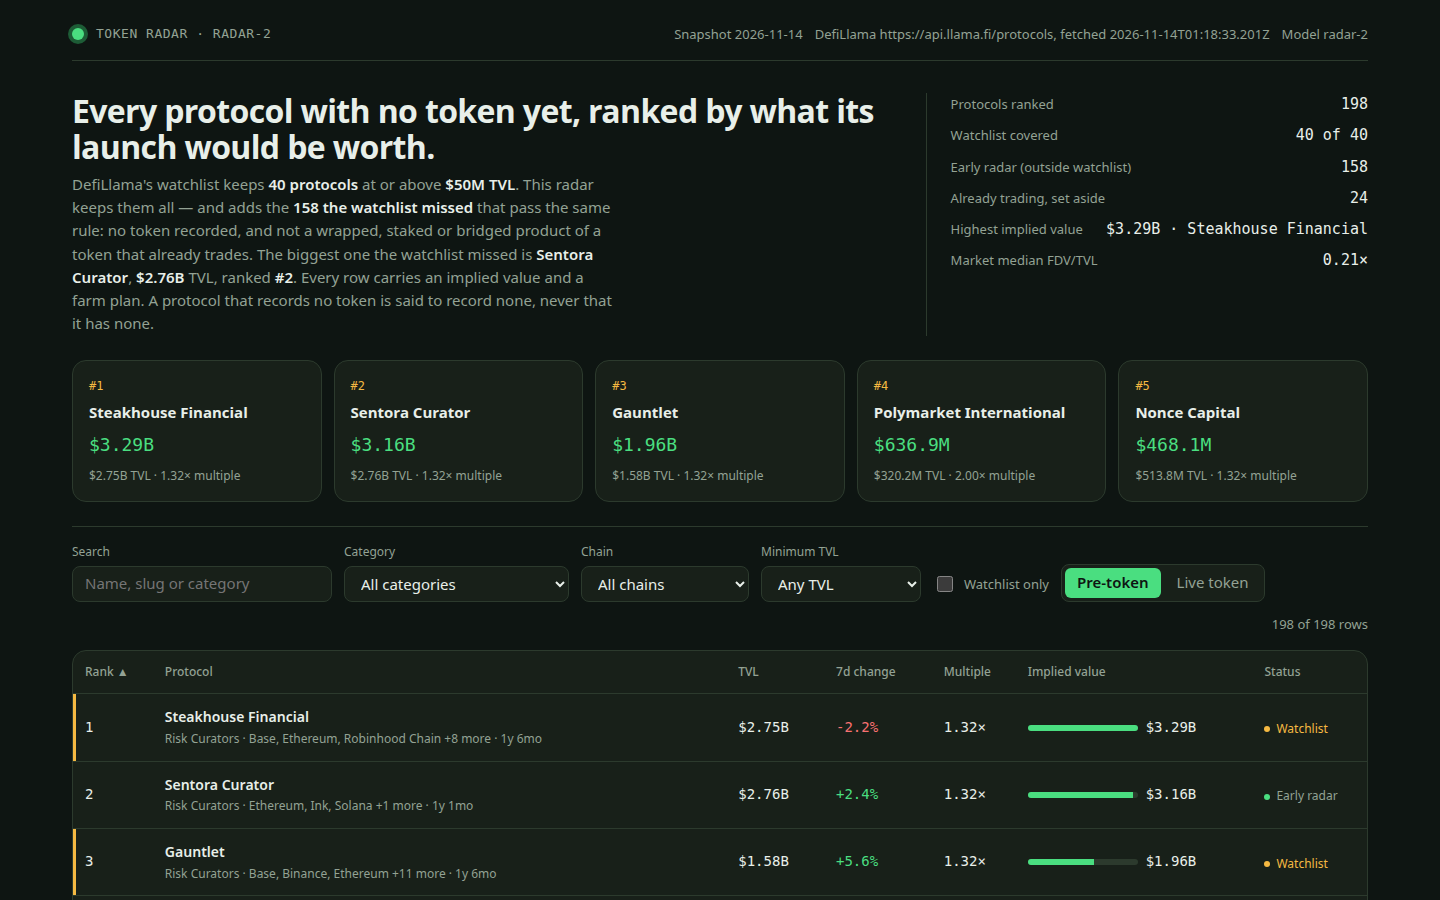 TOKEN RADAR · RADAR-2
Snapshot 2026-11-14 DefiLlama https://api.llama.fi/protocols, fetched 2026-11-14T01:18:33.201Z Model radar-2
Every protocol with no token yet, ranked by what its
launch would be worth.
DefiLlama's watchlist keeps 40 protocols at or above $50M TVL. This radar
keeps them all — and adds the 158 the watchlist missed that pass the same
rule: no token recorded, and not a wrapped, staked or bridged product of a
token that already trades. The biggest one the watchlist missed is Sentora
Curator, $2.76B TVL, ranked #2. Every row carries an implied value and a
farm plan. A protocol that records no token is said to record none, never that
it has none.
Protocols ranked 198
Watchlist covered 40 of 40
Early radar (outside watchlist) 158
Already trading, set aside 24
Highest implied value $3.29B · Steakhouse Financial
Market median FDV/TVL 0.21×
#1
Steakhouse Financial
$3.29B
$2.75B TVL · 1.32× multiple
#2
Sentora Curator
$3.16B
$2.76B TVL · 1.32× multiple
#3
Gauntlet
$1.96B
$1.58B TVL · 1.32× multiple
#4
Polymarket International
$636.9M
$320.2M TVL · 2.00× multiple
#5
Nonce Capital
$468.1M
$513.8M TVL · 1.32× multiple
Search Category Chain Minimum TVL
Name, slug or category All categories All chains Any TVL Watchlist only Pre-token Live token
198 of 198 rows
Rank ▲ Protocol TVL 7d change Multiple Implied value Status
1 Steakhouse Financial $2.75B -2.2% 1.32× $3.29B Watchlist
Risk Curators · Base, Ethereum, Robinhood Chain +8 more · 1y 6mo
2 Sentora Curator $2.76B +2.4% 1.32× $3.16B Early radar
Risk Curators · Ethereum, Ink, Solana +1 more · 1y 1mo
3 Gauntlet $1.58B +5.6% 1.32× $1.96B Watchlist
Risk Curators · Base, Binance, Ethereum +11 more · 1y 6mo